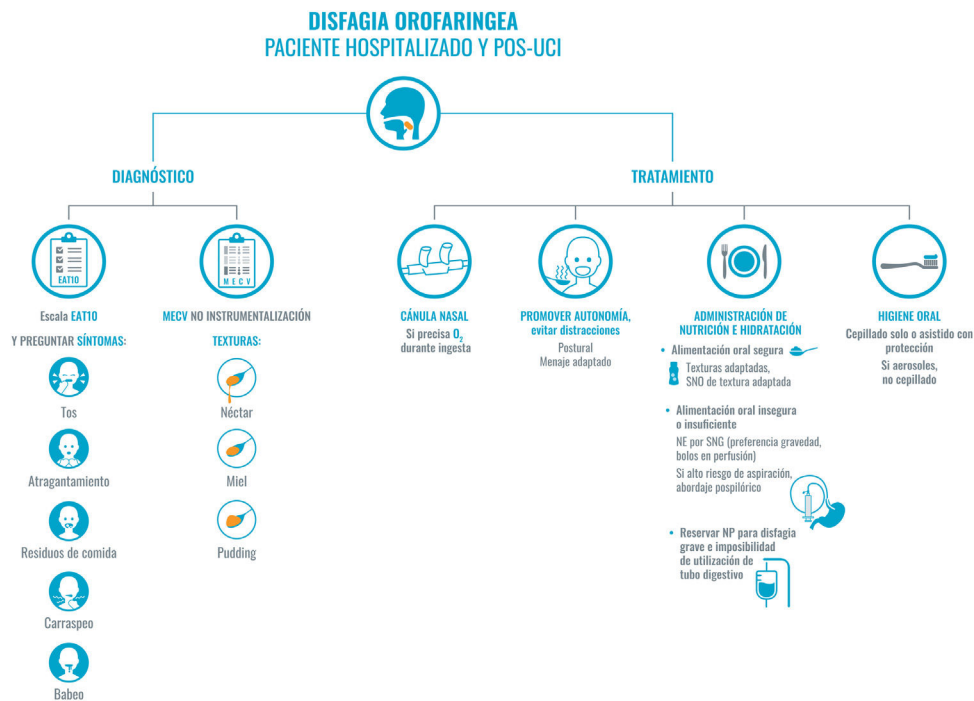 DISFAGIA OROFARINGEA
PACIENTE HOSPITALIZADO Y POS-UCI
DIAGNÓSTICO
EAT10
Escala EAT10
Y PREGUNTAR SÍNTOMAS:
Tos
Atragantamiento
Residuos de comida
Carraspeo
Babeo
MECV
MECV NO INSTRUMENTALIZACIÓN
TEXTURAS:
Néctar
Miel
Pudding
TRATAMIENTO
CÁNULA NASAL
Si precisa O₂
durante ingesta
PROMOVER AUTONOMÍA,
evitar distracciones
Postural
Menaje adaptado
ADMINISTRACIÓN DE
NUTRICIÓN E HIDRATACIÓN
• Alimentación oral segura
Texturas adaptadas,
SNO de textura adaptada
• Alimentación oral insegura
o insuficiente
NE por SNG (preferencia gravedad,
bolos en perfusión)
Si alto riesgo de aspiración,
abordaje pospilórico
• Reservar NP para disfagia
grave e imposibilidad
de utilización de
tubo digestivo
HIGIENE ORAL
Cepillado solo o asistido con
protección
Si aerosoles,
no cepillado